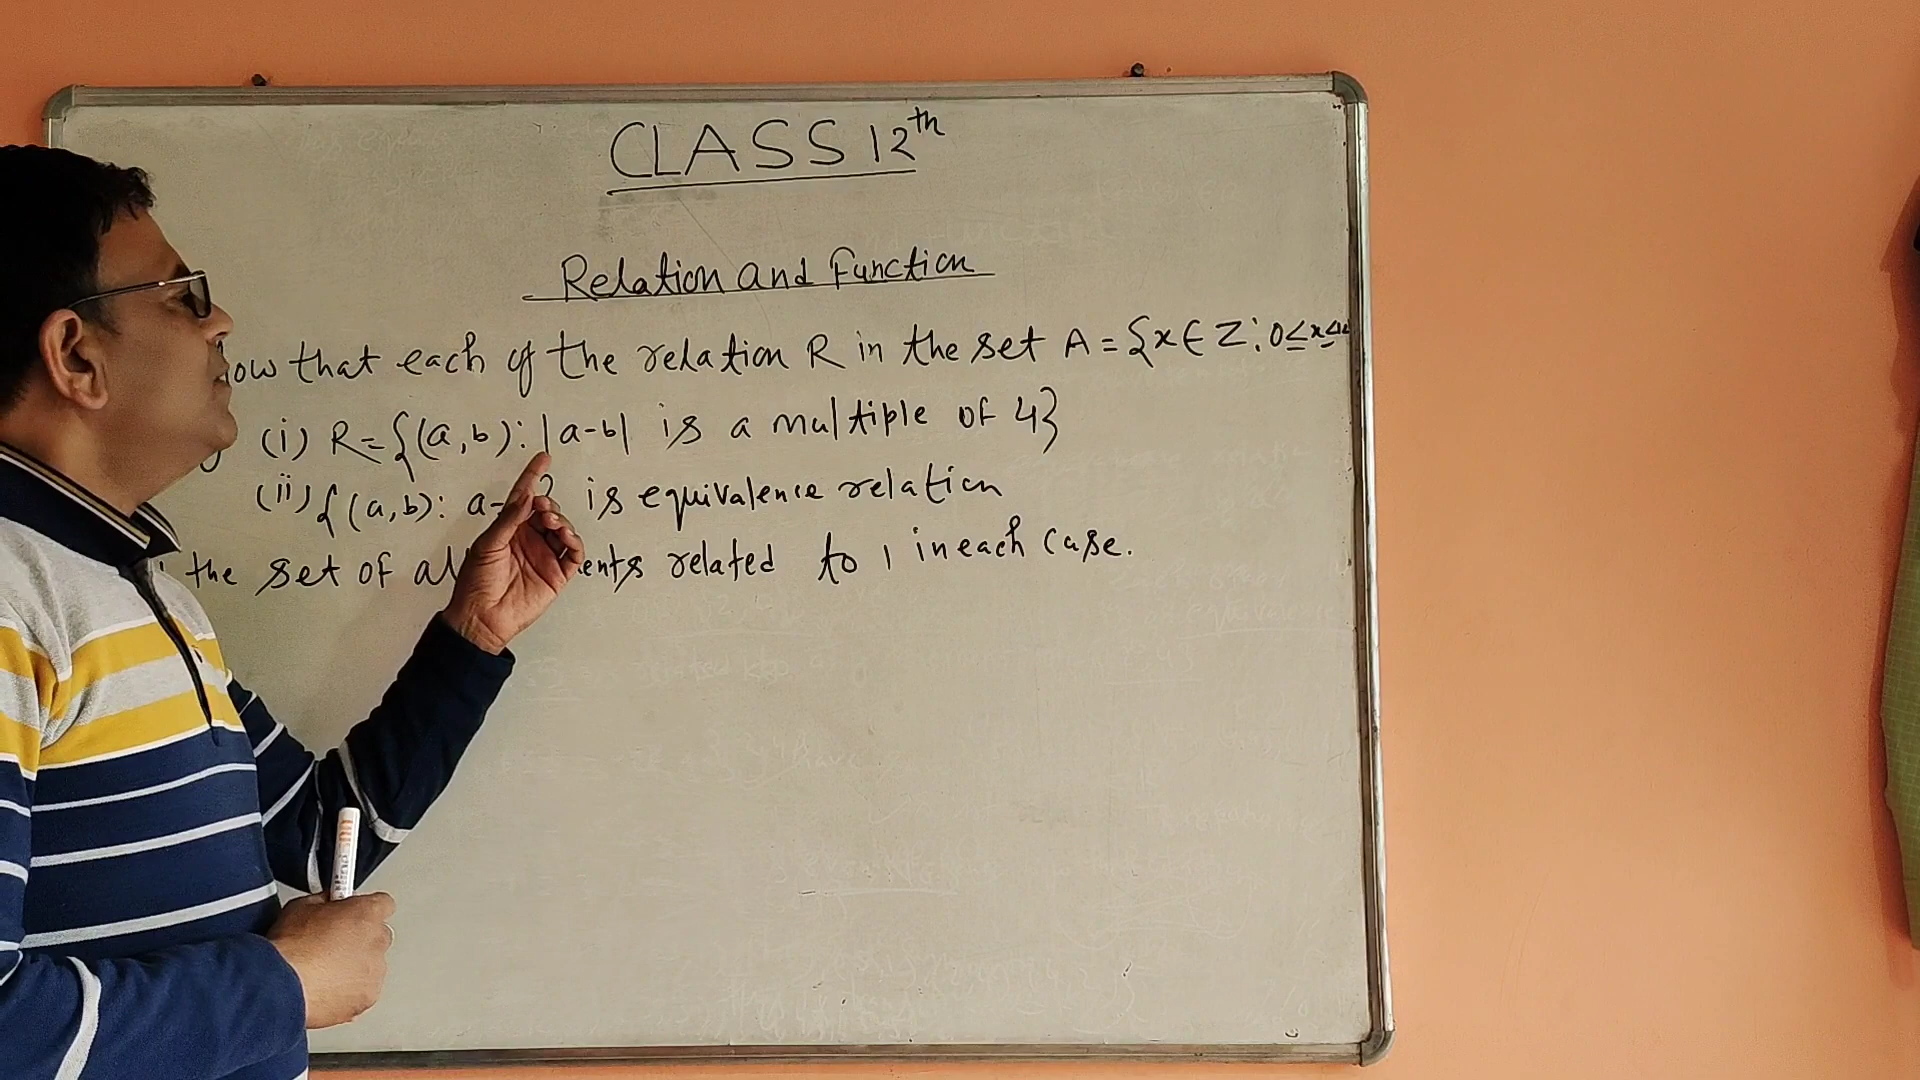 CLASS 12th
Relation and Function
ow that each of the relation R in the set A = {x ∈ Z : 0 ≤ x ≤
(i) R = {(a,b) : |a-b| is a multiple of 4}
(ii) {(a,b) : a- is equivalence relation
the set of al ents related to 1 in each case.